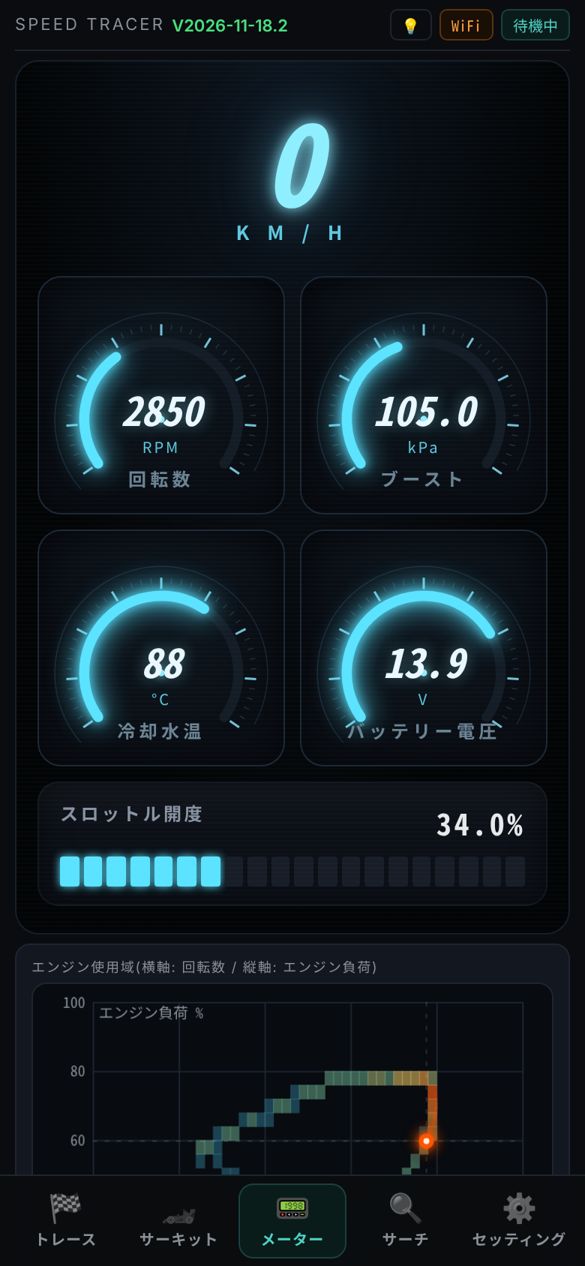 SPEED TRACER V2026-11-18.2 WiFi 待機中
0
KM/H
2850
RPM
回転数
105.0
kPa
ブースト
88
°C
冷却水温
13.9
V
バッテリー電圧
スロットル開度
34.0%
エンジン使用域(横軸: 回転数 / 縦軸: エンジン負荷)
エンジン負荷 %
100
80
60
トレース
サーキット
メーター
サーチ
セッティング